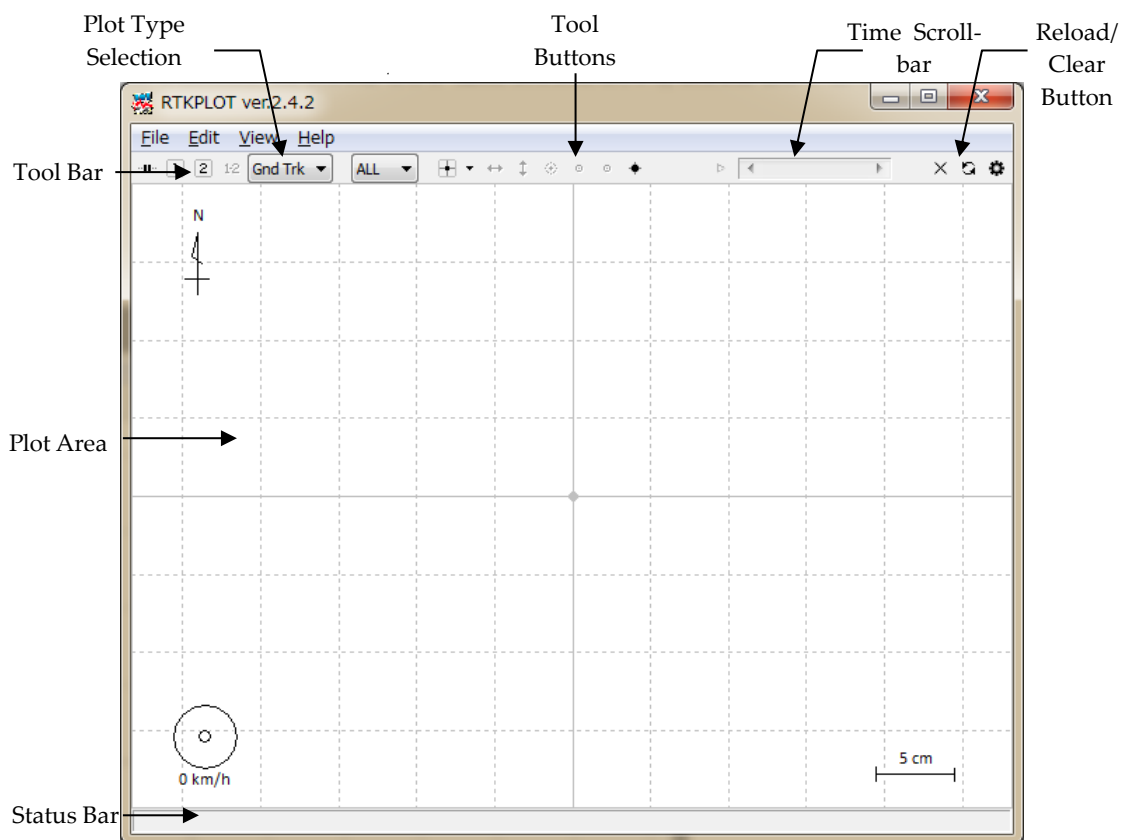 Plot Type
Selection
Tool
Buttons
Time Scroll-
bar
Reload/
Clear
Button
RTKPLOT ver.2.4.2
File Edit View Help
Tool Bar
1 2 1-2 Gnd Trk ALL
N
Plot Area
5 cm
0 km/h
Status Bar